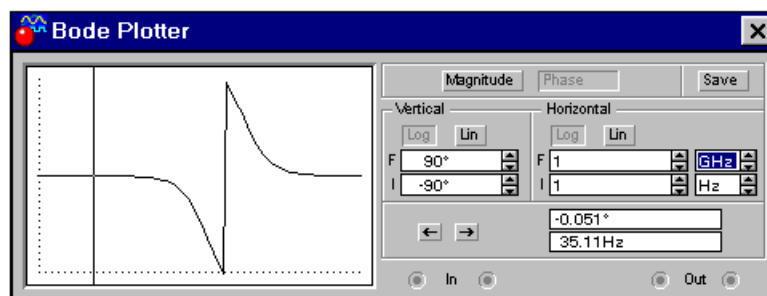 Bode Plotter
Magnitude Phase Save
Vertical Horizontal
Log Lin Log Lin
F 90° F 1 GHz
I -90° I 1 Hz
← → -0.051°
35.11Hz
In Out